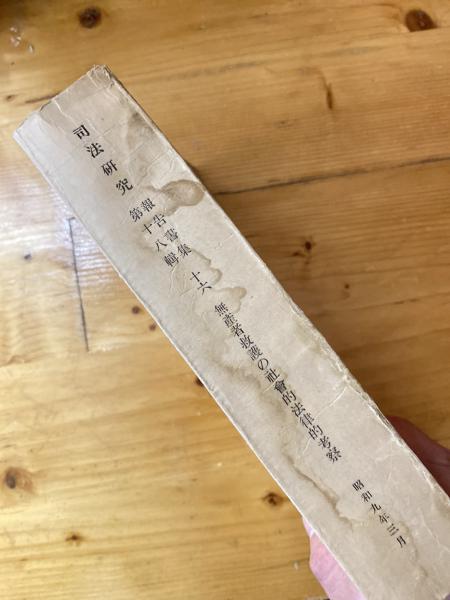 司法研究
報告書集
第十八輯
十六
無產者救護の社會的法律的考察
昭和九年三月